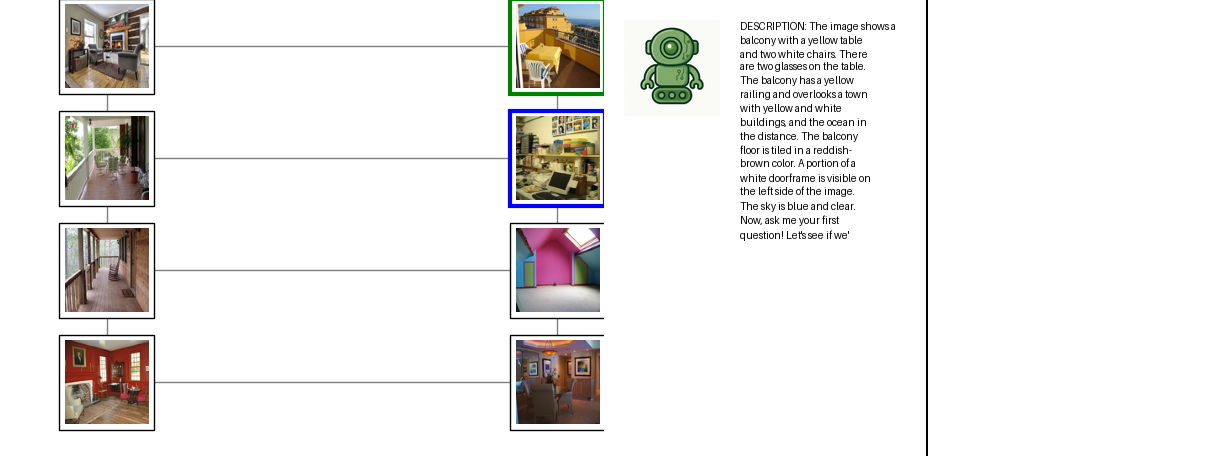 DESCRIPTION: The image shows a
balcony with a yellow table
and two white chairs. There
are two glasses on the table.
The balcony has a yellow
railing and overlooks a town
with yellow and white
buildings, and the ocean in
the distance. The balcony
floor is tiled in a reddish-
brown color. A portion of a
white doorframe is visible on
the left side of the image.
The sky is blue and clear.
Now, ask me your first
question! Let's see if we'